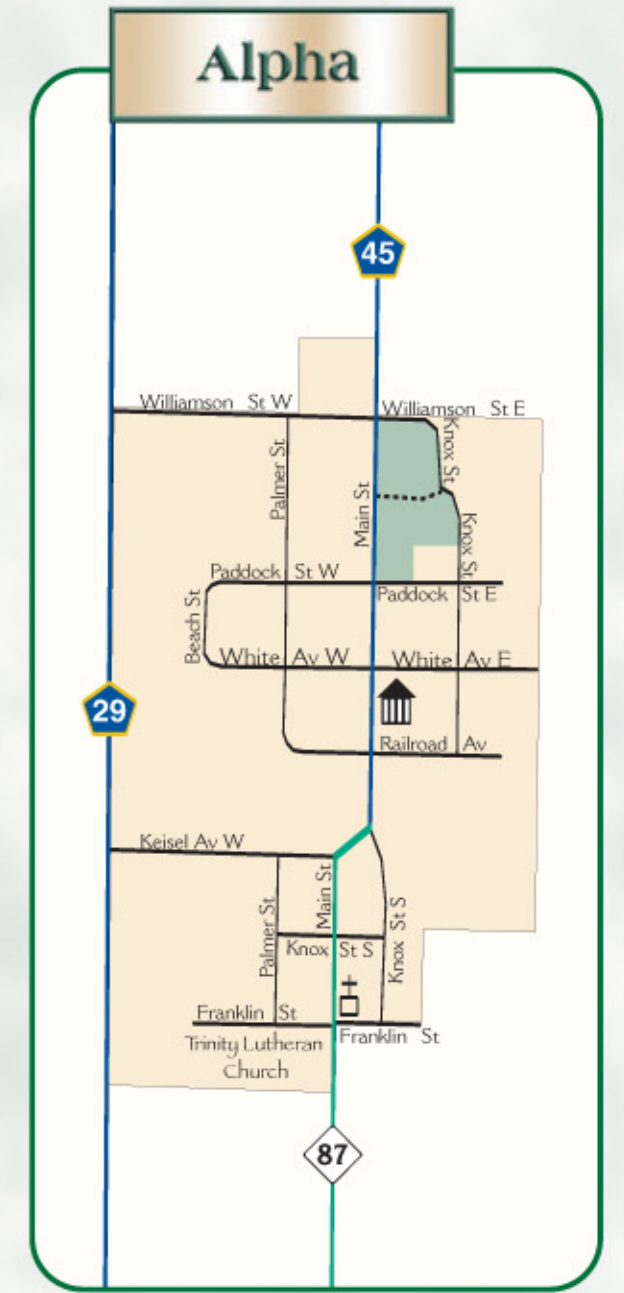 Alpha
45
Williamson St W
Williamson St E
Knox St
Palmer St
Main St
Knox St
Paddock St W
Paddock St E
Beach St
White Av W
White Av E
29
Railroad Av
Keisel Av W
Main St
Palmer St
Knox St S
Knox St S
Franklin St
Franklin St
Trinity Lutheran
Church
87